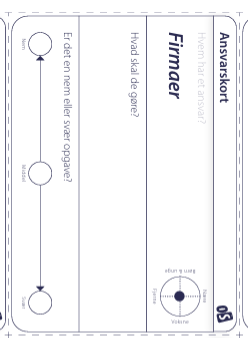 Ansvarskort
Hvem har et ansvar?
Firmaer
Hvad skal de gøre?
Er det en nem eller svær opgave?
Nem
Middel
Svær
Børn & unge
Voksne